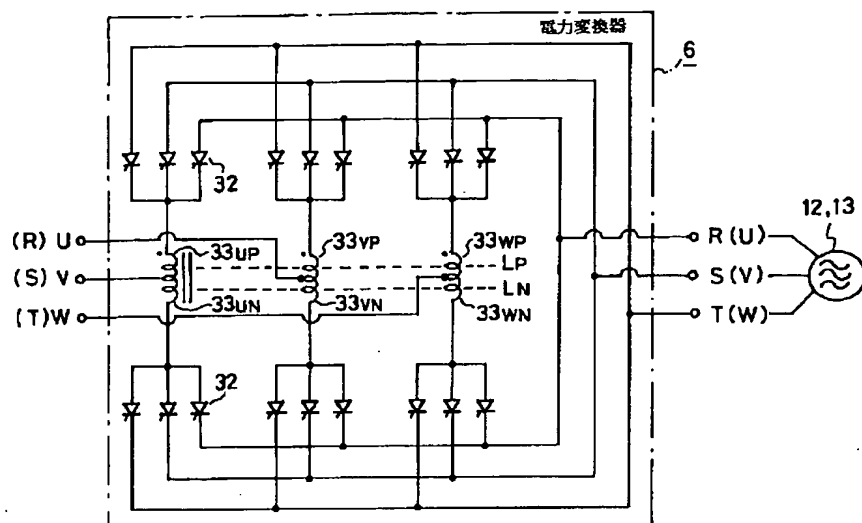 電力変換器
6
32
12,13
(R) U
33UP
33VP
33WP
R (U)
(S) V
LP
S (V)
LN
(T) W
33UN
33VN
33WN
T (W)
32